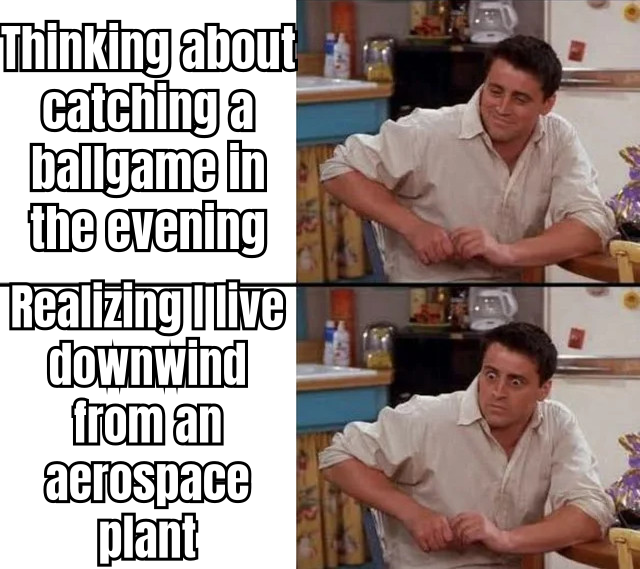 Thinking about
catching a
ballgame in
the evening
Realizing I live
downwind
from an
aerospace
plant